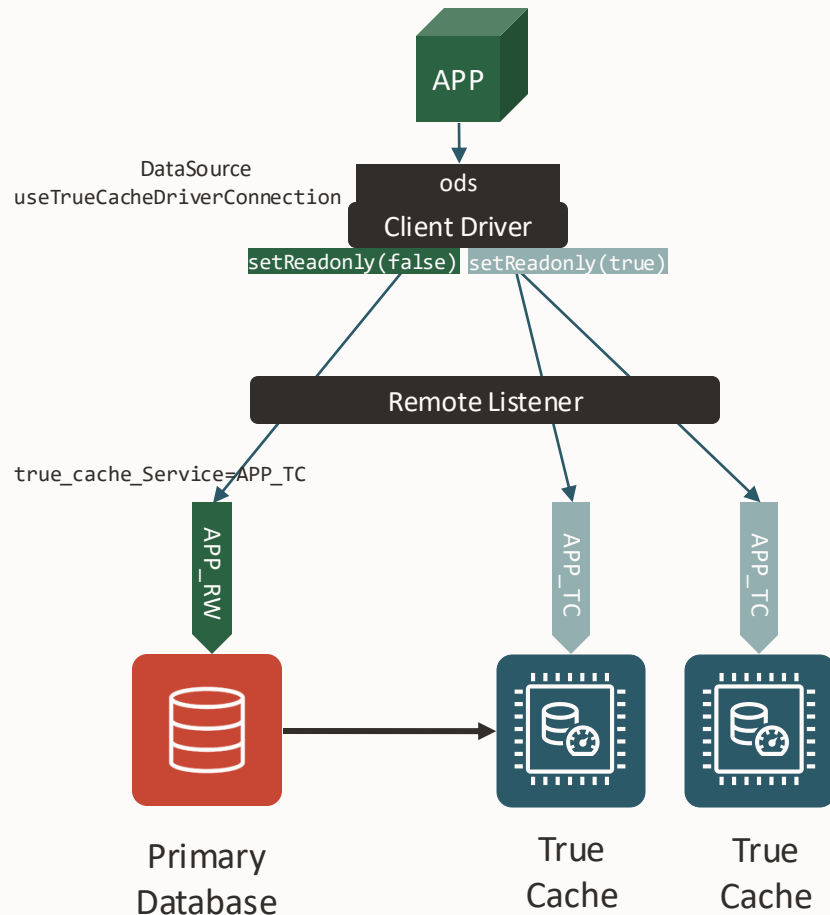 APP
DataSource
useTrueCacheDriverConnection
ods
Client Driver
setReadonly(false)
setReadonly(true)
Remote Listener
true_cache_Service=APP_TC
APP_RW
APP_TC
APP_TC
Primary
Database
True
Cache
True
Cache